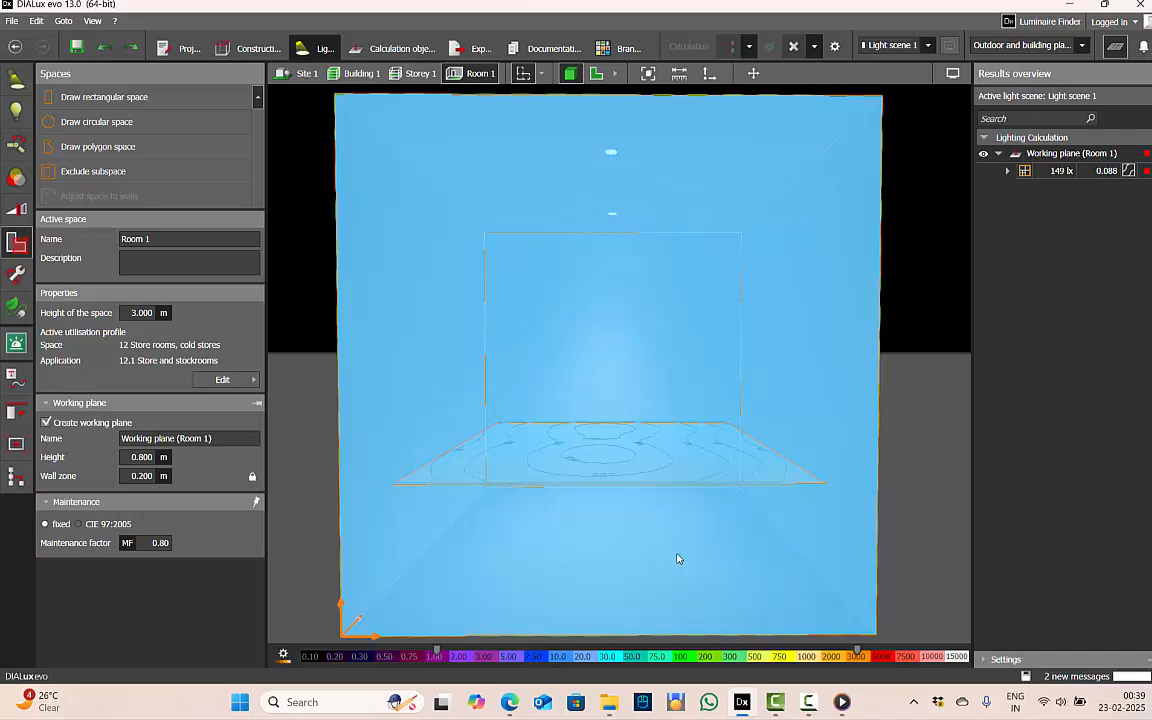 DIALux evo 13.0 (64-bit)
File Edit Goto View ?
Dx Luminaire Finder Logged in
Proj... Constructi... Lig... Calculation obje... Exp... Documentat... Bran... Calculation Light scene 1 Outdoor and building pla...
Spaces
Site 1 Building 1 Storey 1 Room 1
Results overview
Draw rectangular space
Draw circular space
Draw polygon space
Exclude subspace
Adjust space to walls
Active space
Name Room 1
Description
Properties
Height of the space 3.000 m
Active utilisation profile
Space 12 Store rooms, cold stores
Application 12.1 Store and stockrooms
Edit
Working plane
Create working plane
Name Working plane (Room 1)
Height 0.800 m
Wall zone 0.200 m
Maintenance
fixed CIE 97:2005
Maintenance factor MF 0.80
Active light scene: Light scene 1
Search
Lighting Calculation
Working plane (Room 1)
149 lx 0.088
0.10 0.20 0.30 0.50 0.75 1.00 2.00 3.00 5.00 7.50 10.0 20.0 30.0 50.0 75.0 100 200 300 500 750 1000 2000 3000 5000 7500 10000 15000
Settings
DIALux evo
2 new messages
4
26°C
Clear
Search
Dx
ENG
IN
00:39
23-02-2025